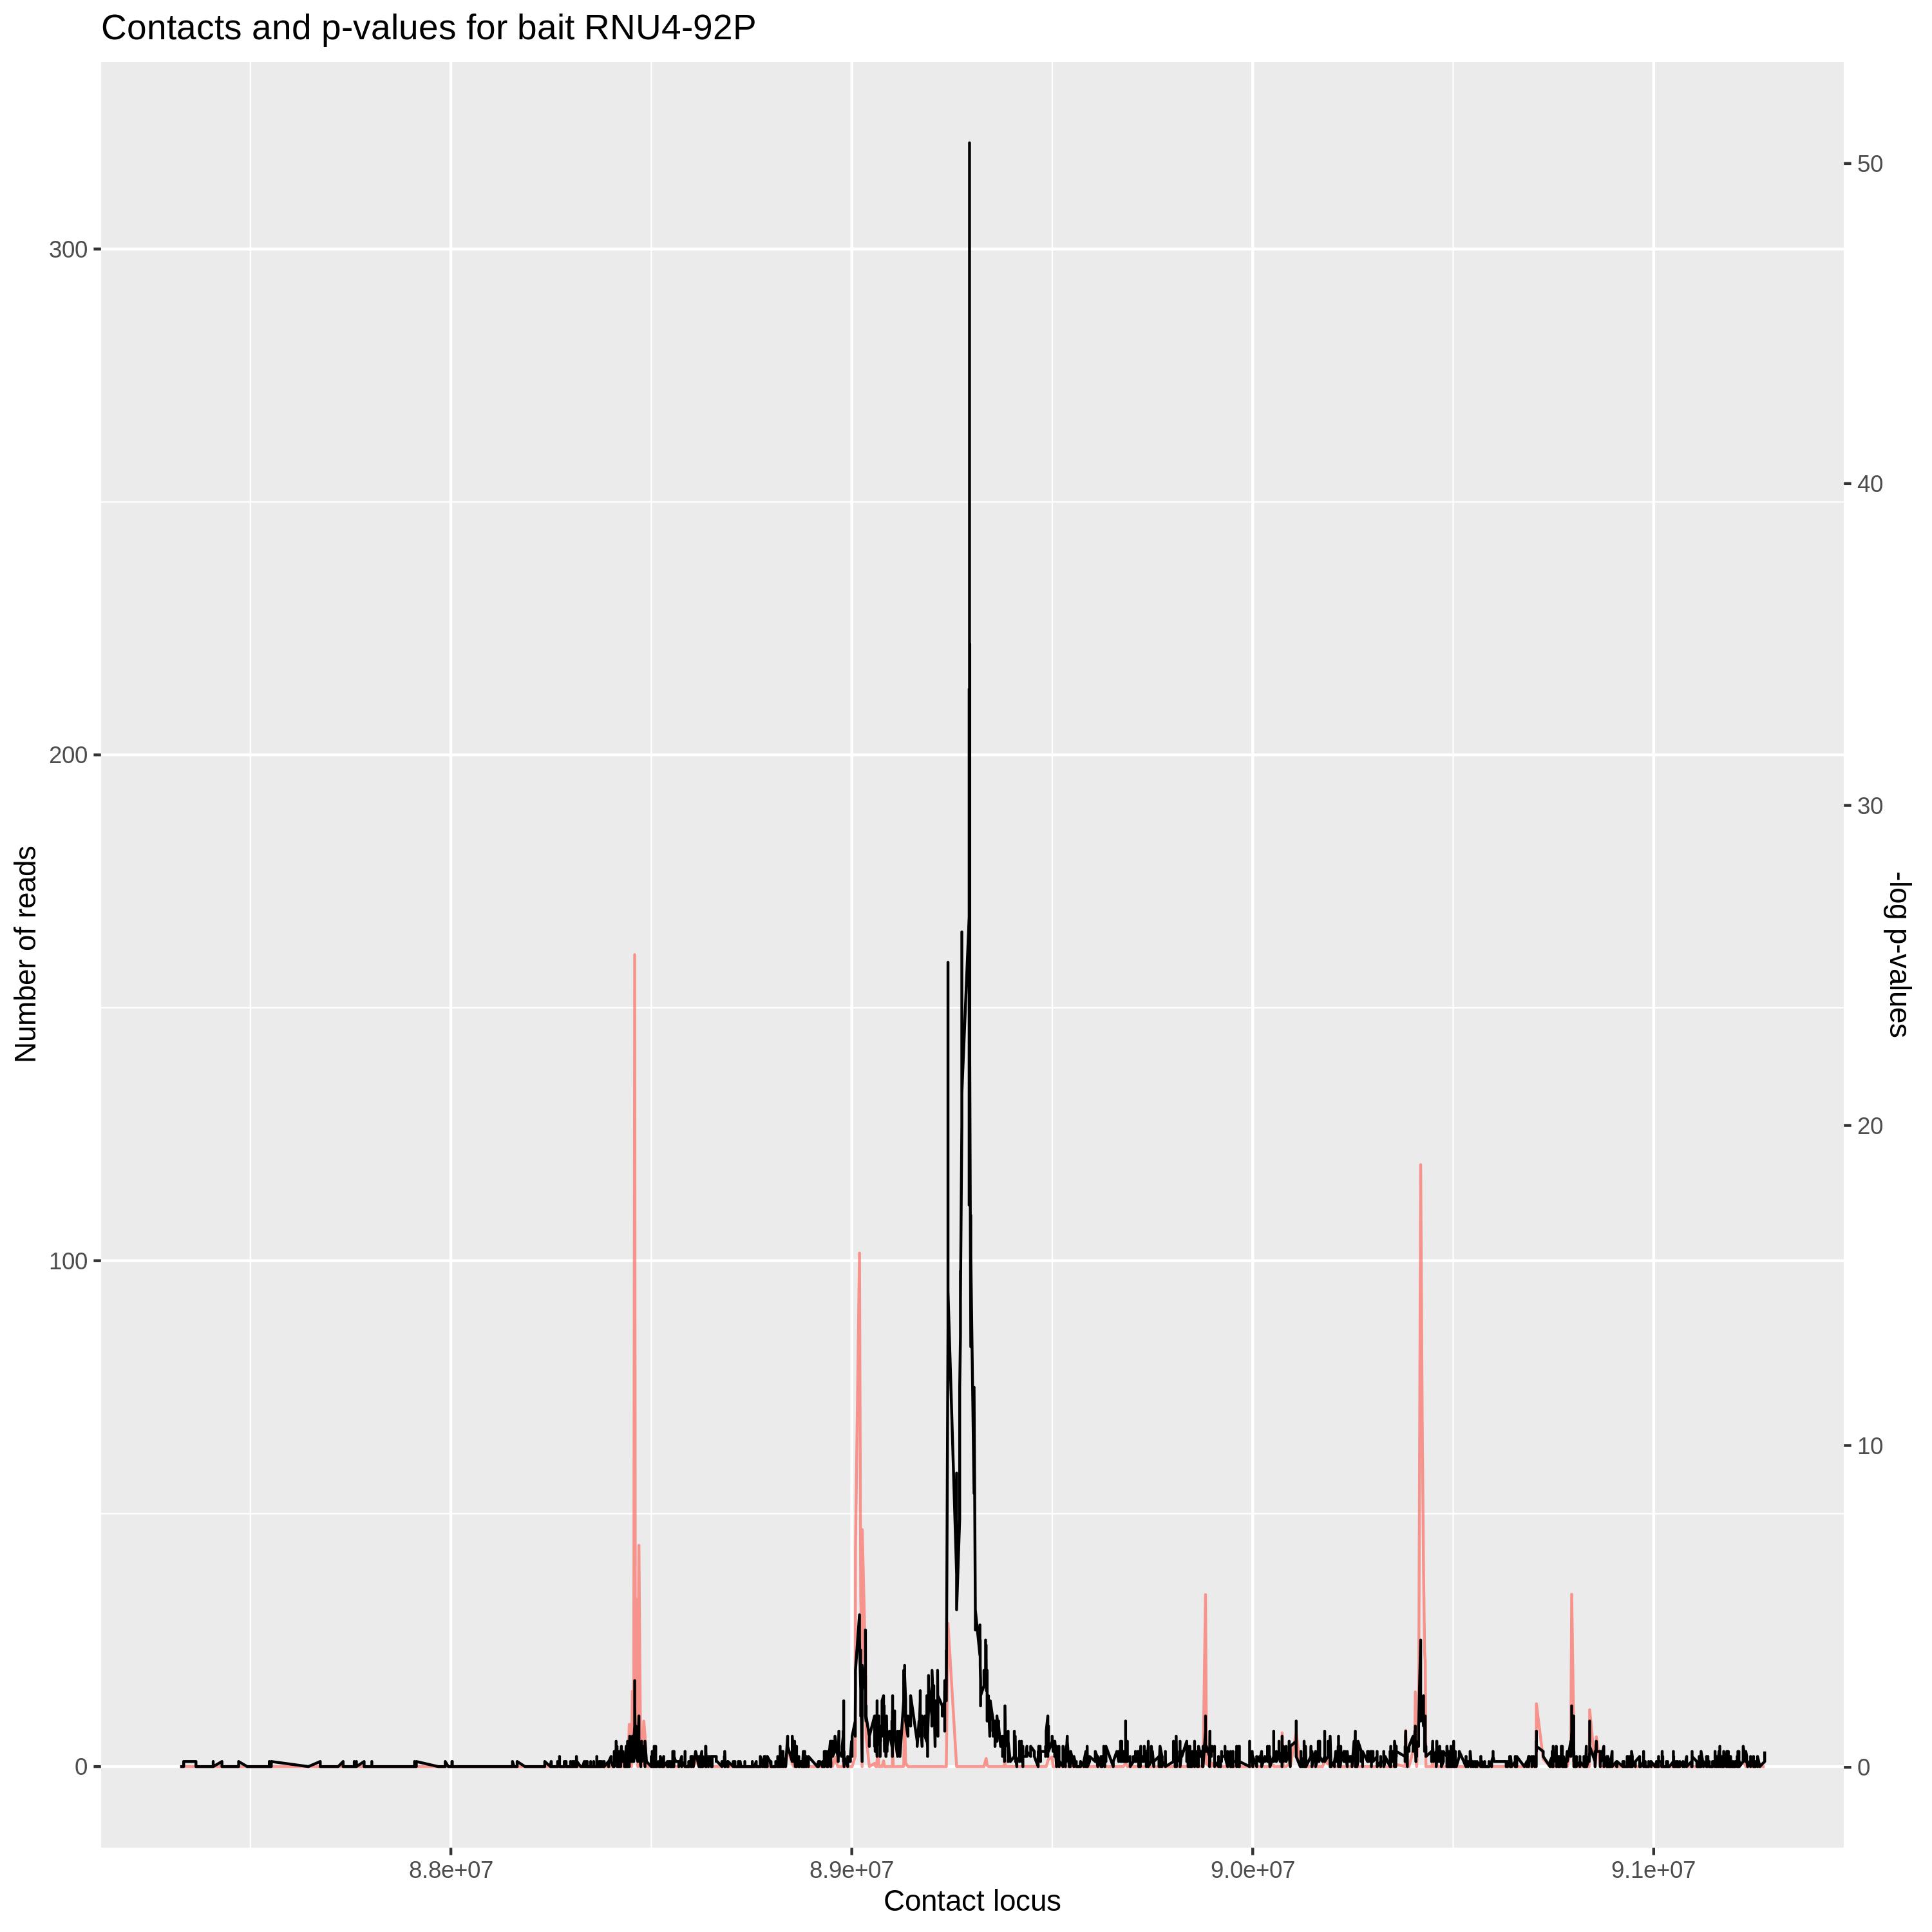 Contacts and p-values for bait RNU4-92P
300
200
100
0
Number of reads
50
40
30
20
10
0
-log p-values
8.8e+07
8.9e+07
9.0e+07
9.1e+07
Contact locus